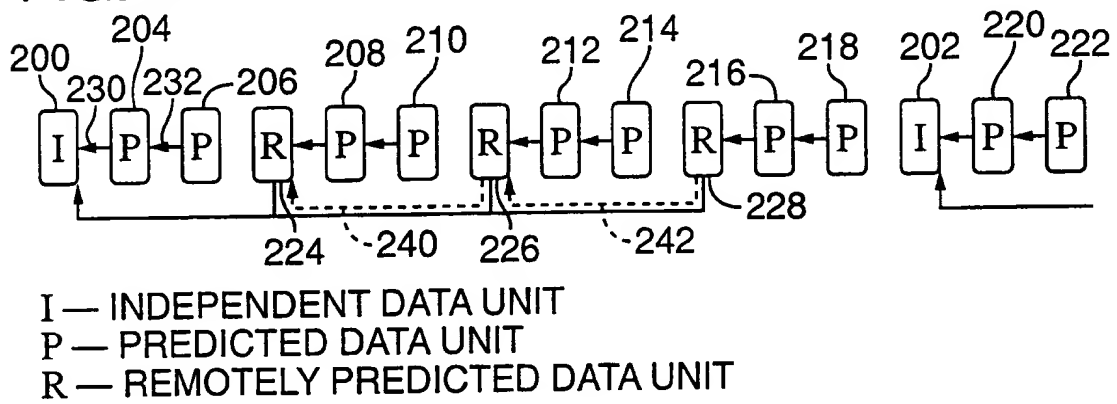 204 210 214 220
200 208 212 218 202 222
230 232 206 216
I P P R P P R P P R P P I P P
228
224 240 226 242
I — INDEPENDENT DATA UNIT
P — PREDICTED DATA UNIT
R — REMOTELY PREDICTED DATA UNIT